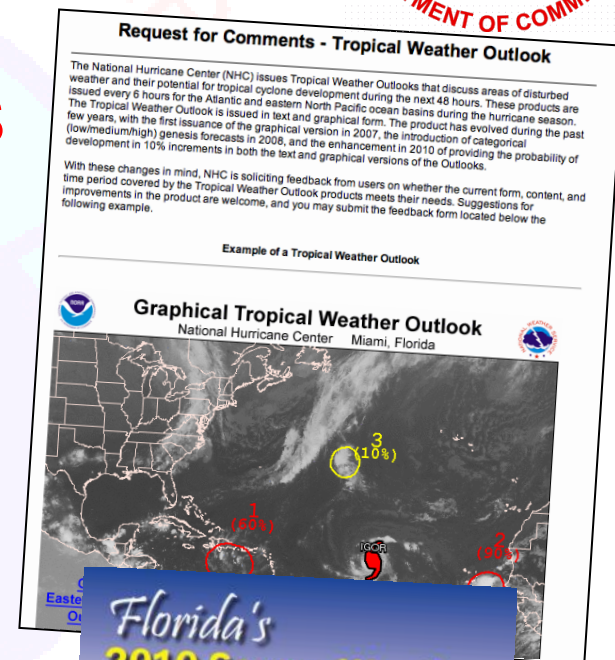 MENT OF COMM
Request for Comments - Tropical Weather Outlook
The National Hurricane Center (NHC) issues Tropical Weather Outlooks that discuss areas of disturbed
weather and their potential for tropical cyclone development during the next 48 hours. These products are
issued every 6 hours for the Atlantic and eastern North Pacific ocean basins during the hurricane season.
The Tropical Weather Outlook is issued in text and graphical form. The product has evolved during the past
few years, with the first issuance of the graphical version in 2007, the introduction of categorical
(low/medium/high) genesis forecasts in 2008, and the enhancement in 2010 of providing the probability of
development in 10% increments in both the text and graphical versions of the Outlooks.
With these changes in mind, NHC is soliciting feedback from users on whether the current form, content, and
time period covered by the Tropical Weather Outlook products meets their needs. Suggestions for
improvements in the product are welcome, and you may submit the feedback form located below the
following example.
Example of a Tropical Weather Outlook
NOAA
Graphical Tropical Weather Outlook
National Hurricane Center Miami, Florida
3
(10%)
1
(60%)
2
(90%)
IGOR
Easte
Ou
Florida's